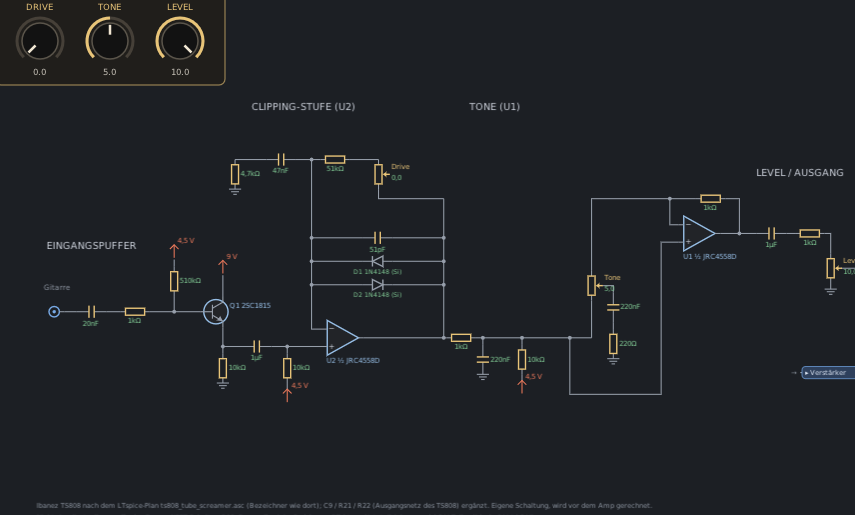 DRIVE TONE LEVEL
0.0 5.0 10.0
CLIPPING-STUFE (U2)
TONE (U1)
LEVEL / AUSGANG
EINGANGSPUFFER
Gitarre
20nF
1kΩ
4,5 V
510kΩ
9 V
Q1 2SC1815
10kΩ
1µF
10kΩ
4,5 V
4,7kΩ
47nF
51kΩ
Drive
0,0
51pF
D1 1N4148 (Si)
D2 1N4148 (Si)
−
+
U2 ½ JRC4558D
1kΩ
220nF
10kΩ
4,5 V
Tone
5,0
220nF
220Ω
1kΩ
−
+
U1 ½ JRC4558D
1µF
1kΩ
Lev
10,0
→ ▸ Verstärker
Ibanez TS808 nach dem LTspice-Plan ts808_tube_screamer.asc (Bezeichner wie dort); C9 / R21 / R22 (Ausgangsnetz des TS808) ergänzt. Eigene Schaltung, wird vor dem Amp gerechnet.